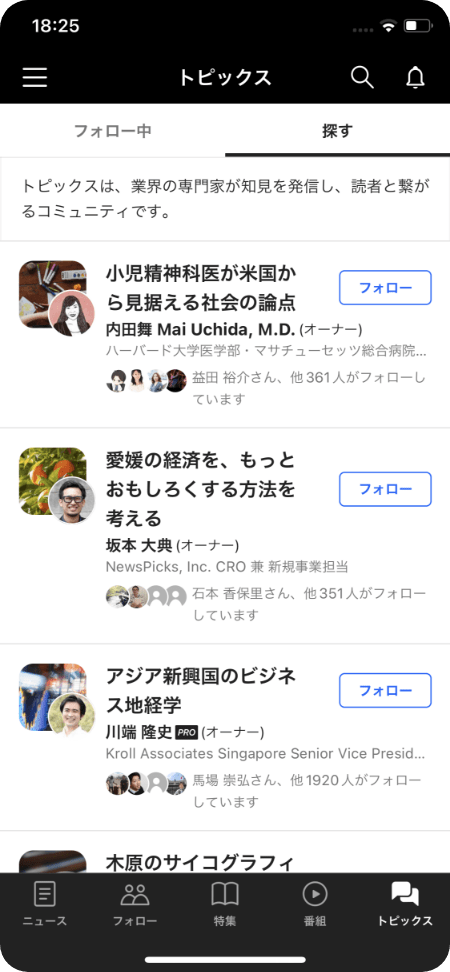 18:25
トピックス
フォロー中
探す
トピックスは、業界の専門家が知見を発信し、読者と繋が
るコミュニティです。
小児精神科医が米国か
ら見据える社会の論点
フォロー
内田舞 Mai Uchida, M.D. (オーナー)
ハーバード大学医学部・マサチューセッツ総合病院...
益田 裕介さん、他361人がフォローし
ています
愛媛の経済を、もっと
おもしろくする方法を
考える
フォロー
坂本 大典 (オーナー)
NewsPicks, Inc. CRO 兼 新規事業担当
石本 香保里さん、他351人がフォロー
しています
アジア新興国のビジネ
ス地経学
フォロー
川端 隆史 PRO (オーナー)
Kroll Associates Singapore Senior Vice Presid...
馬場 崇弘さん、他1920人がフォロー
しています
木原のサイコグラフィ
ニュース
フォロー
特集
番組
トピックス